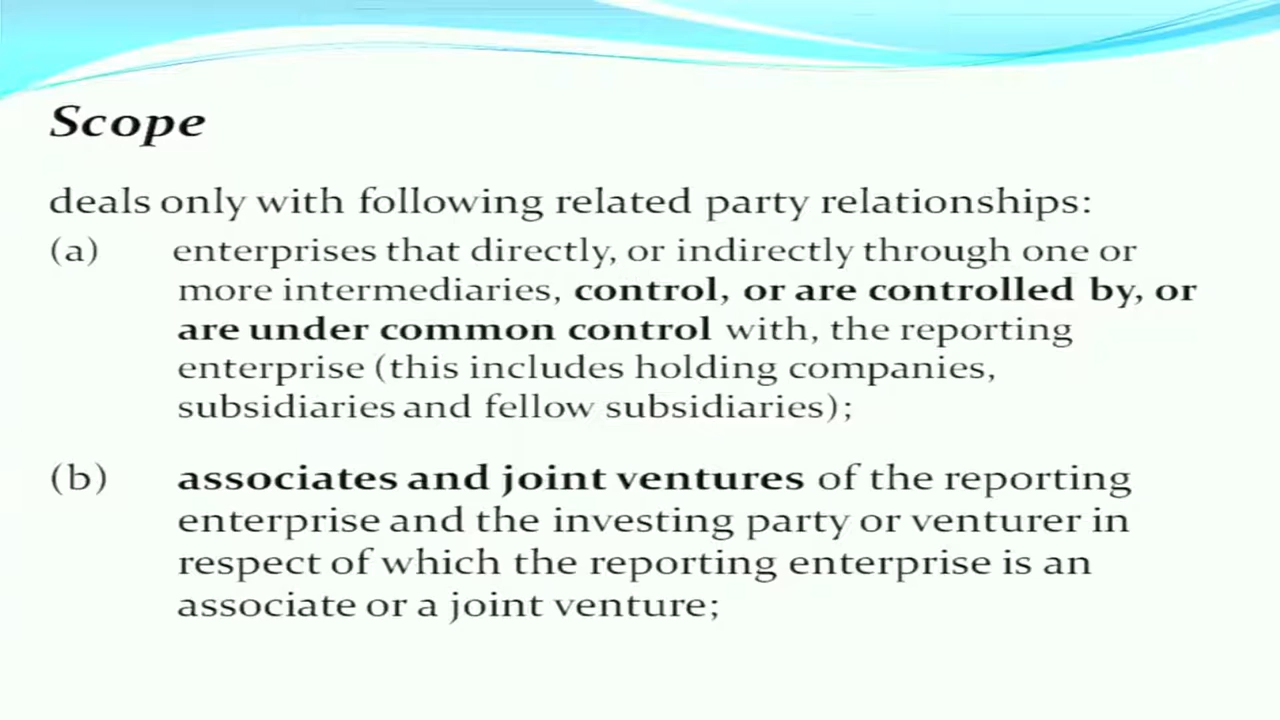 Scope
deals only with following related party relationships:
(a) enterprises that directly, or indirectly through one or
more intermediaries, control, or are controlled by, or
are under common control with, the reporting
enterprise (this includes holding companies,
subsidiaries and fellow subsidiaries);
(b) associates and joint ventures of the reporting
enterprise and the investing party or venturer in
respect of which the reporting enterprise is an
associate or a joint venture;